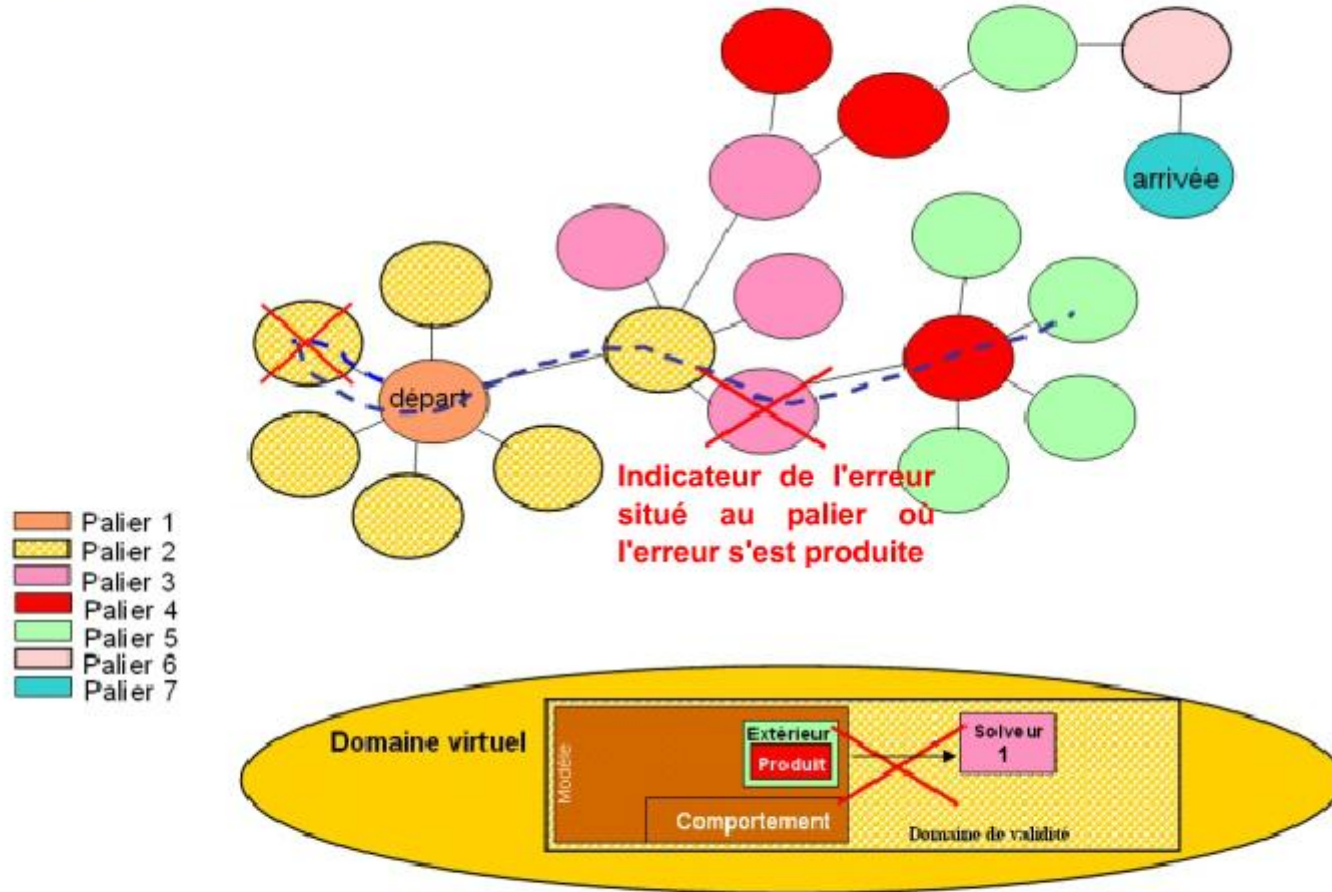 arrivée
départ
Indicateur de l'erreur
situé au palier où
l'erreur s'est produite
Palier 1
Palier 2
Palier 3
Palier 4
Palier 5
Palier 6
Palier 7
Domaine virtuel
Modèle
Extérieur
Produit
Solveur
1
Comportement
Domaine de validité